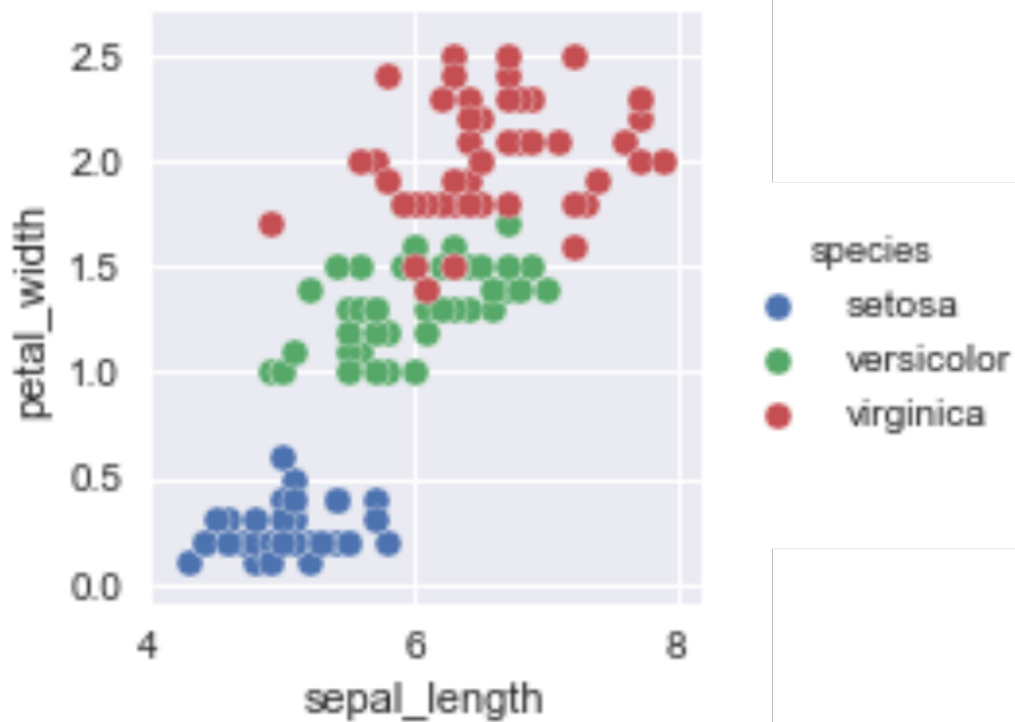 petal_width
2.5
2.0
1.5
1.0
0.5
0.0
4
6
8
sepal_length
species
setosa
versicolor
virginica